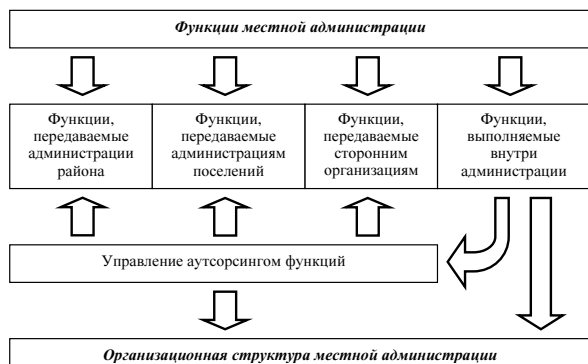 Функции местной администрации
Функции,
передаваемые
администрации
района
Функции,
передаваемые
администрациям
поселений
Функции,
передаваемые
сторонним
организациям
Функции,
выполняемые
внутри
администрации
Управление аутсорсингом функций
Организационная структура местной администрации